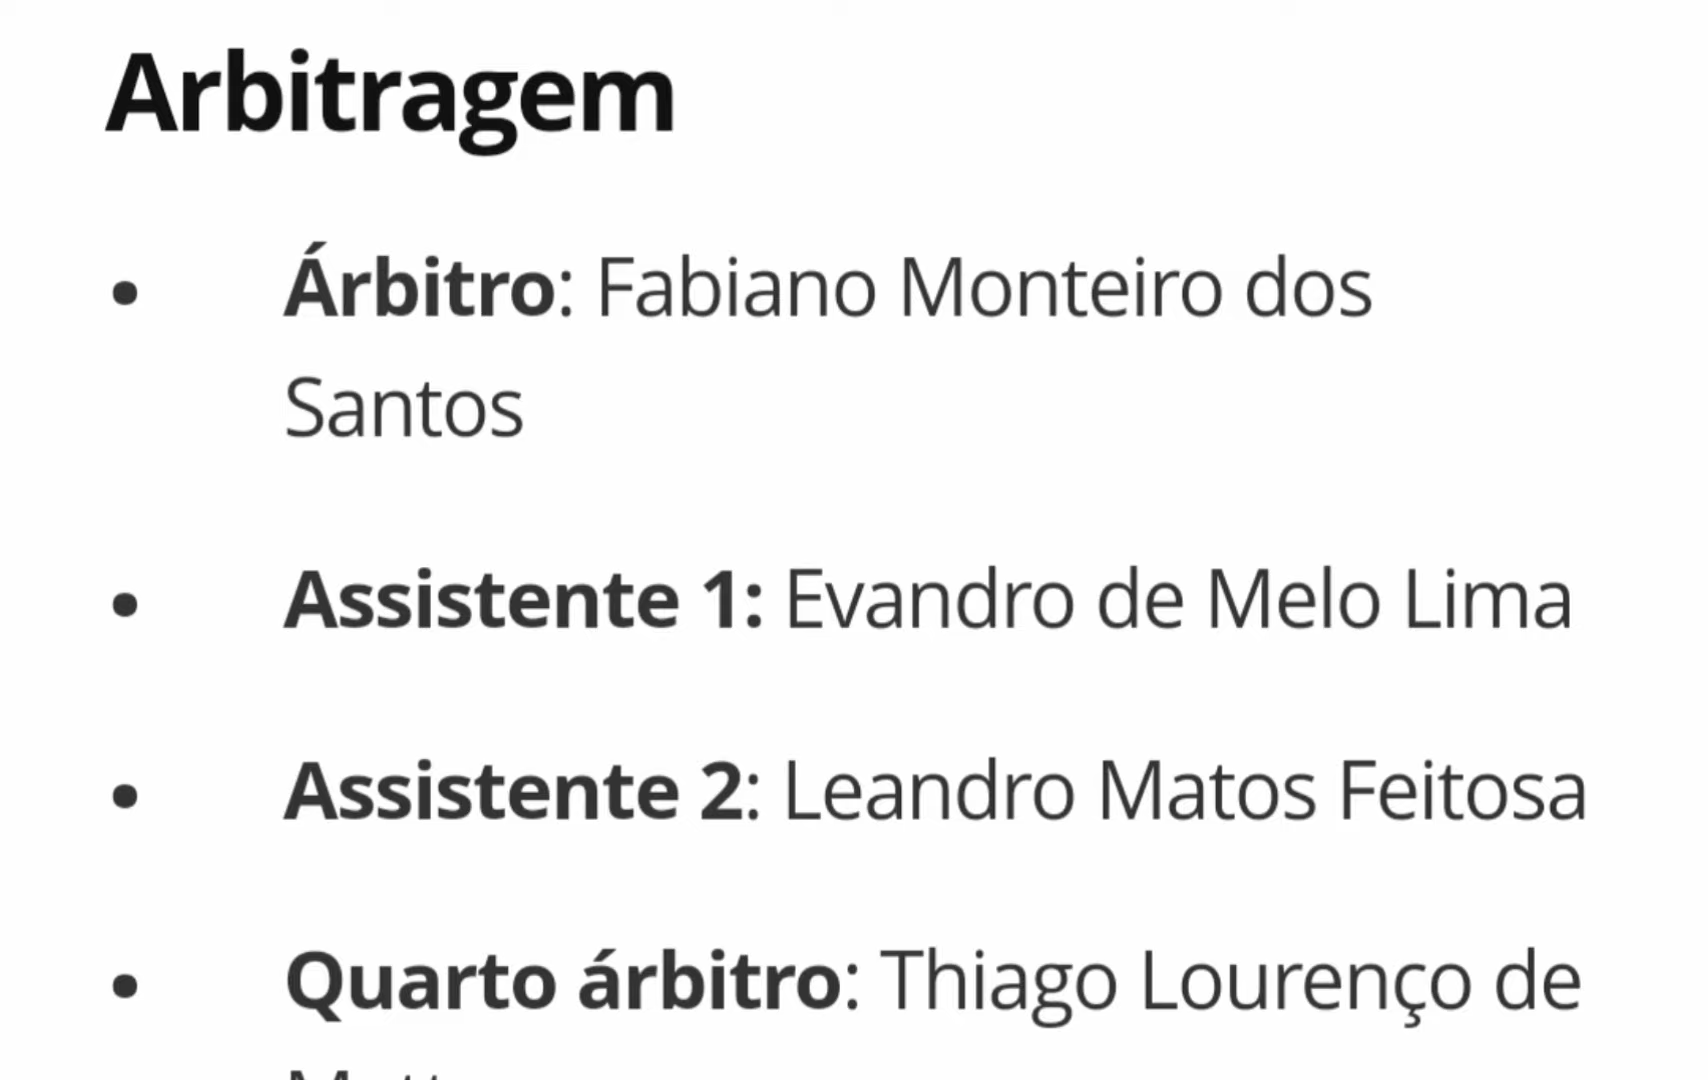 Arbitragem
• Árbitro: Fabiano Monteiro dos
Santos
• Assistente 1: Evandro de Melo Lima
• Assistente 2: Leandro Matos Feitosa
• Quarto árbitro: Thiago Lourenço de